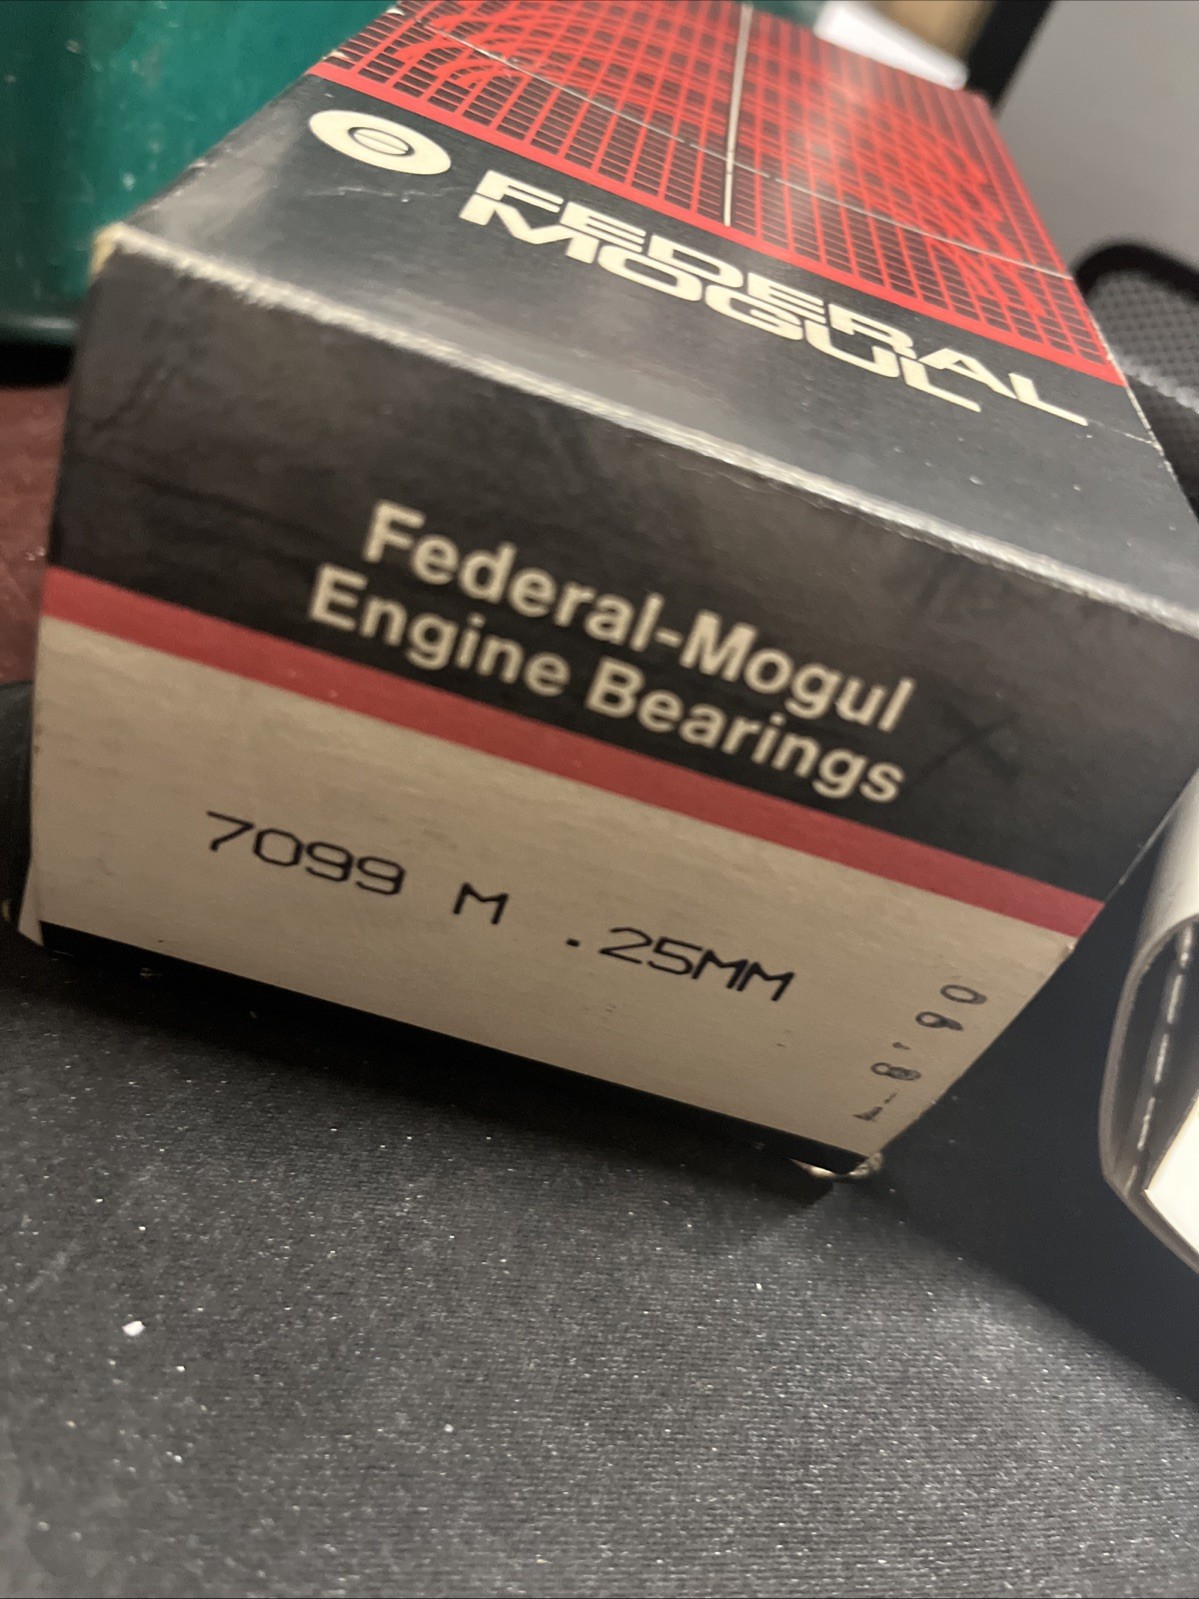 FEDERAL
MOGUL
Federal-Mogul
Engine Bearings
7099 M .25MM